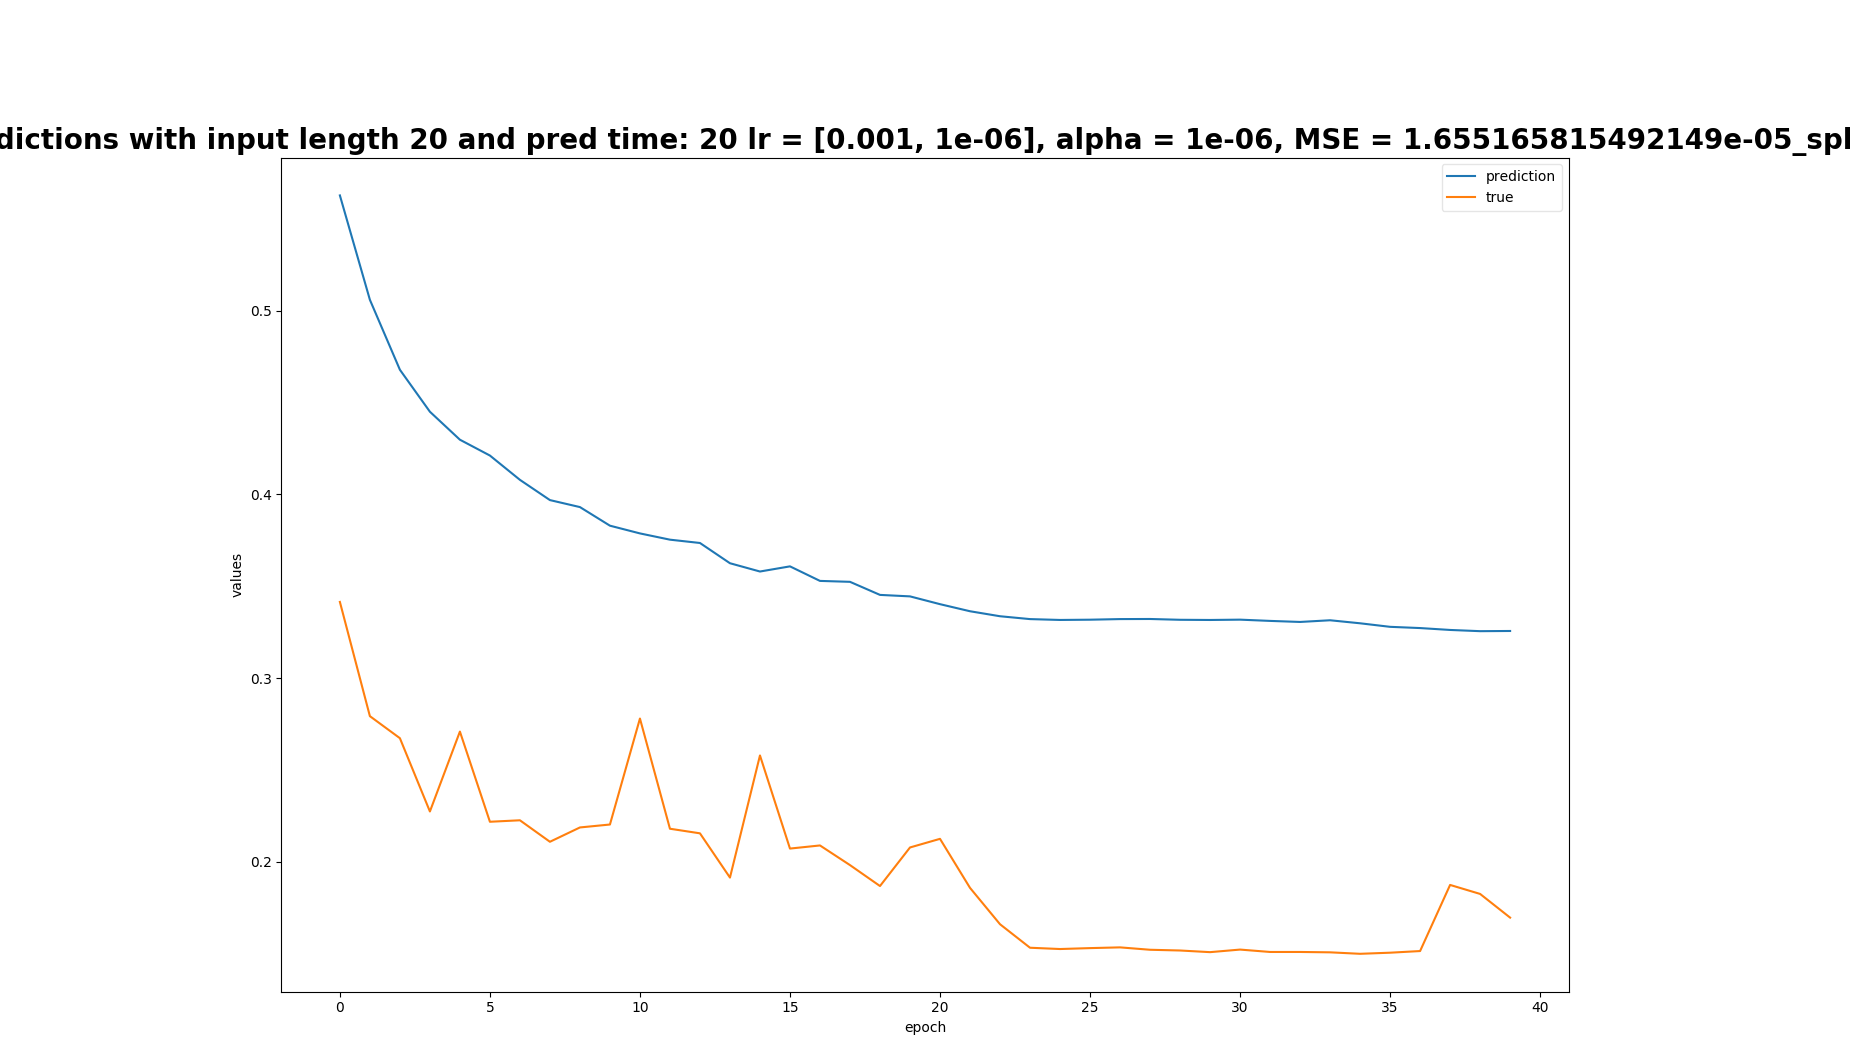 dictions with input length 20 and pred time: 20 lr = [0.001, 1e-06], alpha = 1e-06, MSE = 1.655165815492149e-05_spl
prediction
true
0.5
0.4
0.3
0.2
values
0 5 10 15 20 25 30 35 40
epoch